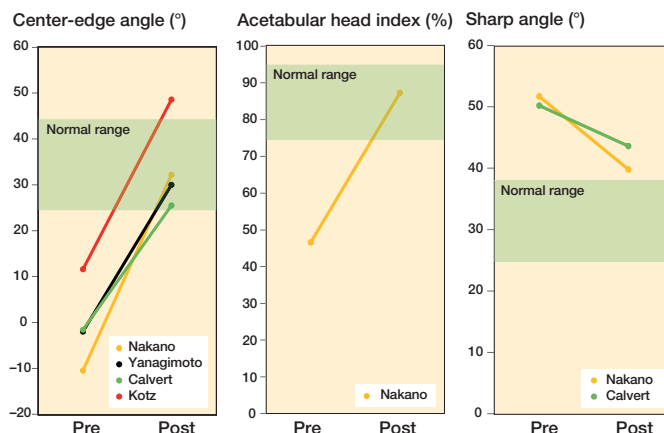 Center-edge angle (°)
60
50
40
30
20
10
0
–10
–20
Normal range
Nakano
Yanagimoto
Calvert
Kotz
Pre Post
Acetabular head index (%)
100
90
80
70
60
50
40
30
20
10
0
Normal range
Nakano
Pre Post
Sharp angle (°)
60
50
40
30
20
10
0
Normal range
Nakano
Calvert
Pre Post